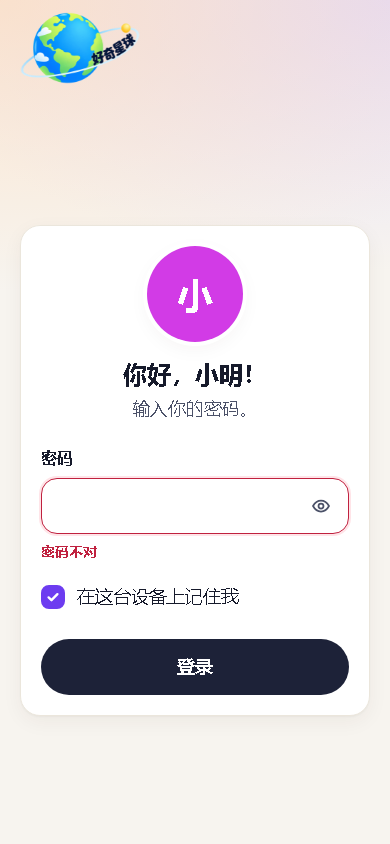 好奇星球
小
你好，小明！
输入你的密码。
密码
密码不对
在这台设备上记住我
登录